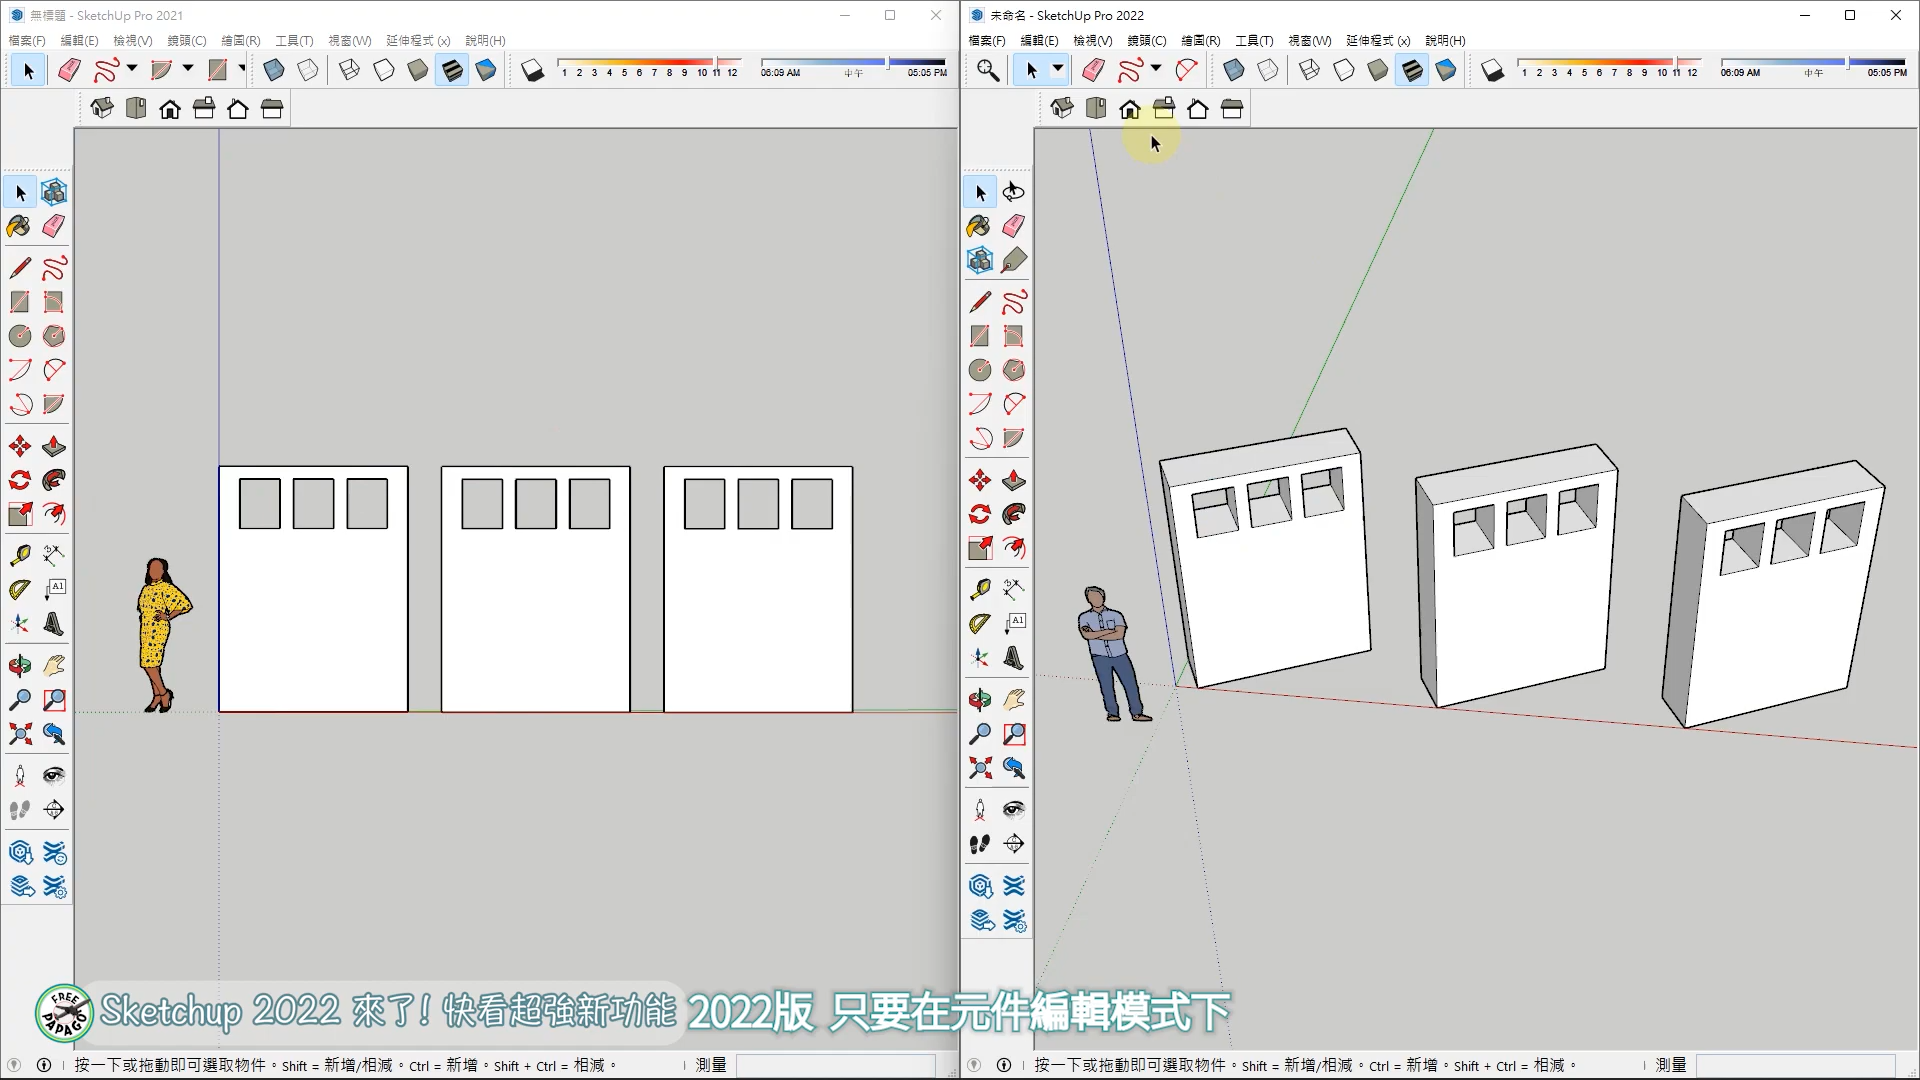 無標題 - SketchUp Pro 2021
檔案(F) 編輯(E) 檢視(V) 鏡頭(C) 繪圖(R) 工具(T) 視窗(W) 延伸程式 (x) 說明(H)
1 2 3 4 5 6 7 8 9 10 11 12
06:09 AM 中午 05:05 PM
A1
按一下或拖動即可選取物件。Shift = 新增/相減。Ctrl = 新增。Shift + Ctrl = 相減。
測量
未命名 - SketchUp Pro 2022
檔案(F) 編輯(E) 檢視(V) 鏡頭(C) 繪圖(R) 工具(T) 視窗(W) 延伸程式 (x) 說明(H)
1 2 3 4 5 6 7 8 9 10 11 12
06:09 AM 中午 05:05 PM
A1
按一下或拖動即可選取物件。Shift = 新增/相減。Ctrl = 新增。Shift + Ctrl = 相減。
測量
FREE PAPAGO
Sketchup 2022 來了! 快看超強新功能
2022版 只要在元件編輯模式下